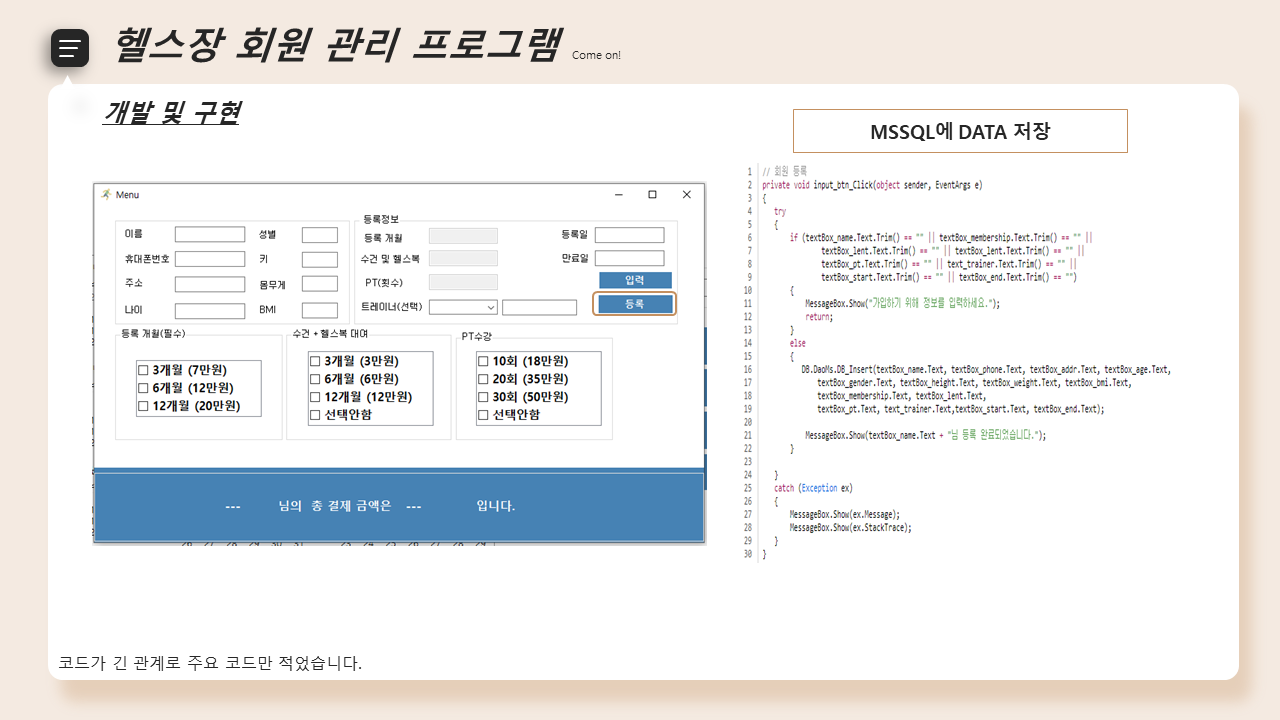 헬스장 회원 관리 프로그램 Come on!
개발 및 구현
MSSQL에 DATA 저장
Menu
이름
성별
휴대폰번호
키
주소
몸무게
나이
BMI
등록정보
등록 개월
등록일
수건 및 헬스복
만료일
PT(횟수)
입력
트레이너(선택)
등록
등록 개월(필수)
3개월 (7만원)
6개월 (12만원)
12개월 (20만원)
수건 + 헬스복 대여
3개월 (3만원)
6개월 (6만원)
12개월 (12만원)
선택안함
PT수강
10회 (18만원)
20회 (35만원)
30회 (50만원)
선택안함
--- 님의 총 결제 금액은 --- 입니다.
1 // 회원 등록
2 private void input_btn_Click(object sender, EventArgs e)
3 {
4 try
5 {
6 if (textBox_name.Text.Trim() == "" || textBox_membership.Text.Trim() == "" ||
7 textBox_lent.Text.Trim() == "" || textBox_lent.Text.Trim() == "" ||
8 textBox_pt.Text.Trim() == "" || text_trainer.Text.Trim() == "" ||
9 textBox_start.Text.Trim() == "" || textBox_end.Text.Trim() == "")
10 {
11 MessageBox.Show("가입하기 위해 정보를 입력하세요.");
12 return;
13 }
14 else
15 {
16 DB.DaoMs.DB_Insert(textBox_name.Text, textBox_phone.Text, textBox_addr.Text, textBox_age.Text,
17 textBox_gender.Text, textBox_height.Text, textBox_weight.Text, textBox_bmi.Text,
18 textBox_membership.Text, textBox_lent.Text,
19 textBox_pt.Text, text_trainer.Text,textBox_start.Text, textBox_end.Text);
20
21 MessageBox.Show(textBox_name.Text + "님 등록 완료되었습니다.");
22 }
23
24 }
25 catch (Exception ex)
26 {
27 MessageBox.Show(ex.Message);
28 MessageBox.Show(ex.StackTrace);
29 }
30 }
코드가 긴 관계로 주요 코드만 적었습니다.